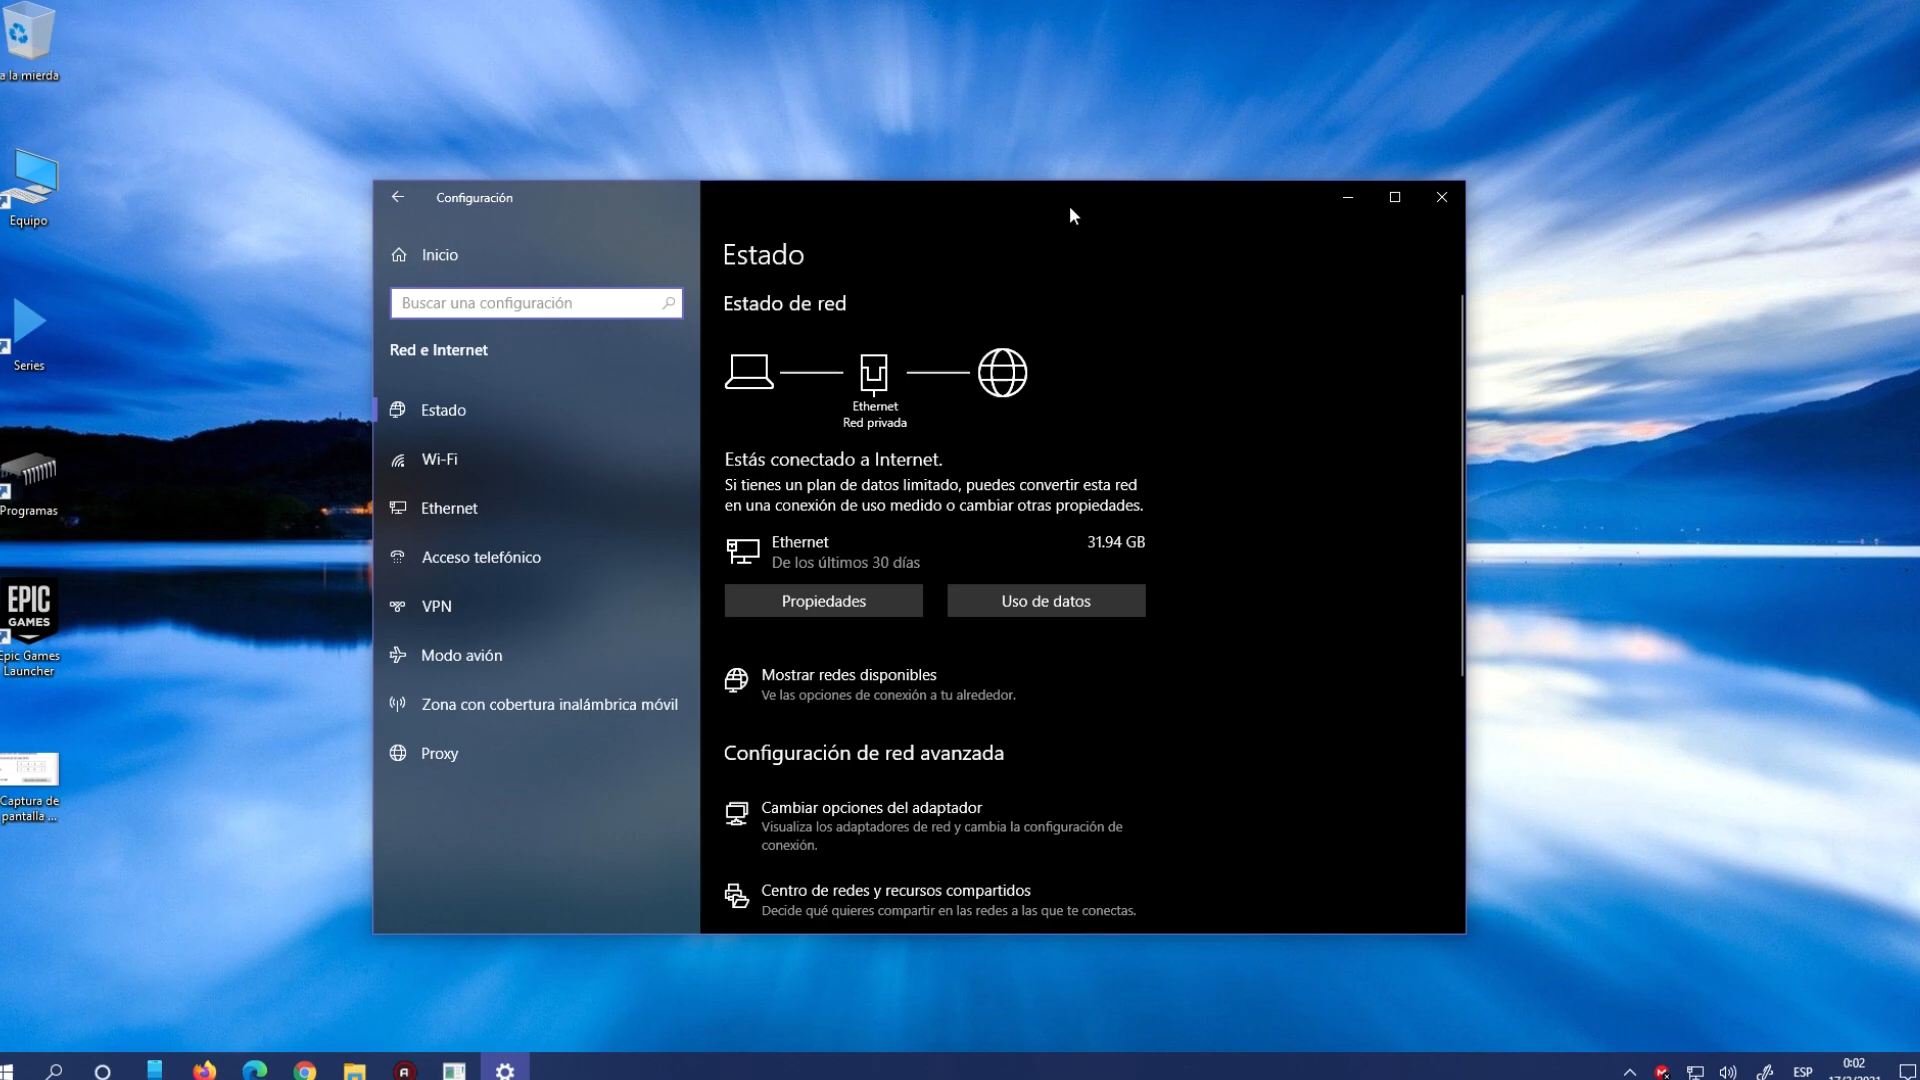 a la mierda
Equipo
Series
Programas
EPIC
GAMES
Epic Games
Launcher
Captura de
pantalla ...
Configuración
Inicio
Buscar una configuración
Red e Internet
Estado
Wi-Fi
Ethernet
Acceso telefónico
VPN
Modo avión
Zona con cobertura inalámbrica móvil
Proxy
Estado
Estado de red
Ethernet
Red privada
Estás conectado a Internet.
Si tienes un plan de datos limitado, puedes convertir esta red
en una conexión de uso medido o cambiar otras propiedades.
Ethernet 31.94 GB
De los últimos 30 días
Propiedades Uso de datos
Mostrar redes disponibles
Ve las opciones de conexión a tu alrededor.
Configuración de red avanzada
Cambiar opciones del adaptador
Visualiza los adaptadores de red y cambia la configuración de
conexión.
Centro de redes y recursos compartidos
Decide qué quieres compartir en las redes a las que te conectas.
ESP
0:02